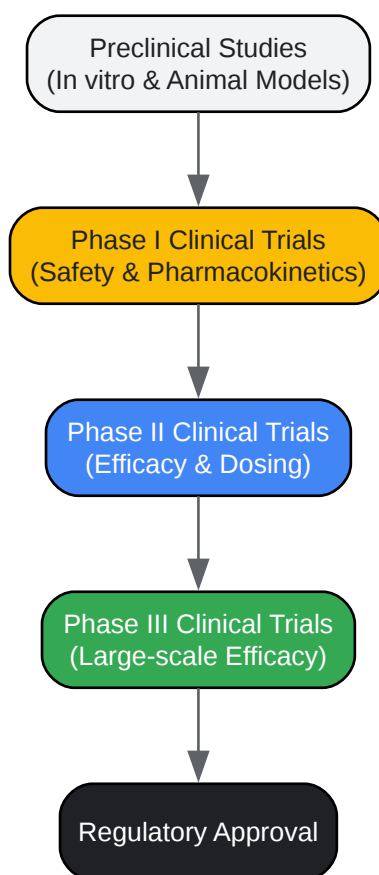 Preclinical Studies
(In vitro & Animal Models)
Phase I Clinical Trials
(Safety & Pharmacokinetics)
Phase II Clinical Trials
(Efficacy & Dosing)
Phase III Clinical Trials
(Large-scale Efficacy)
Regulatory Approval